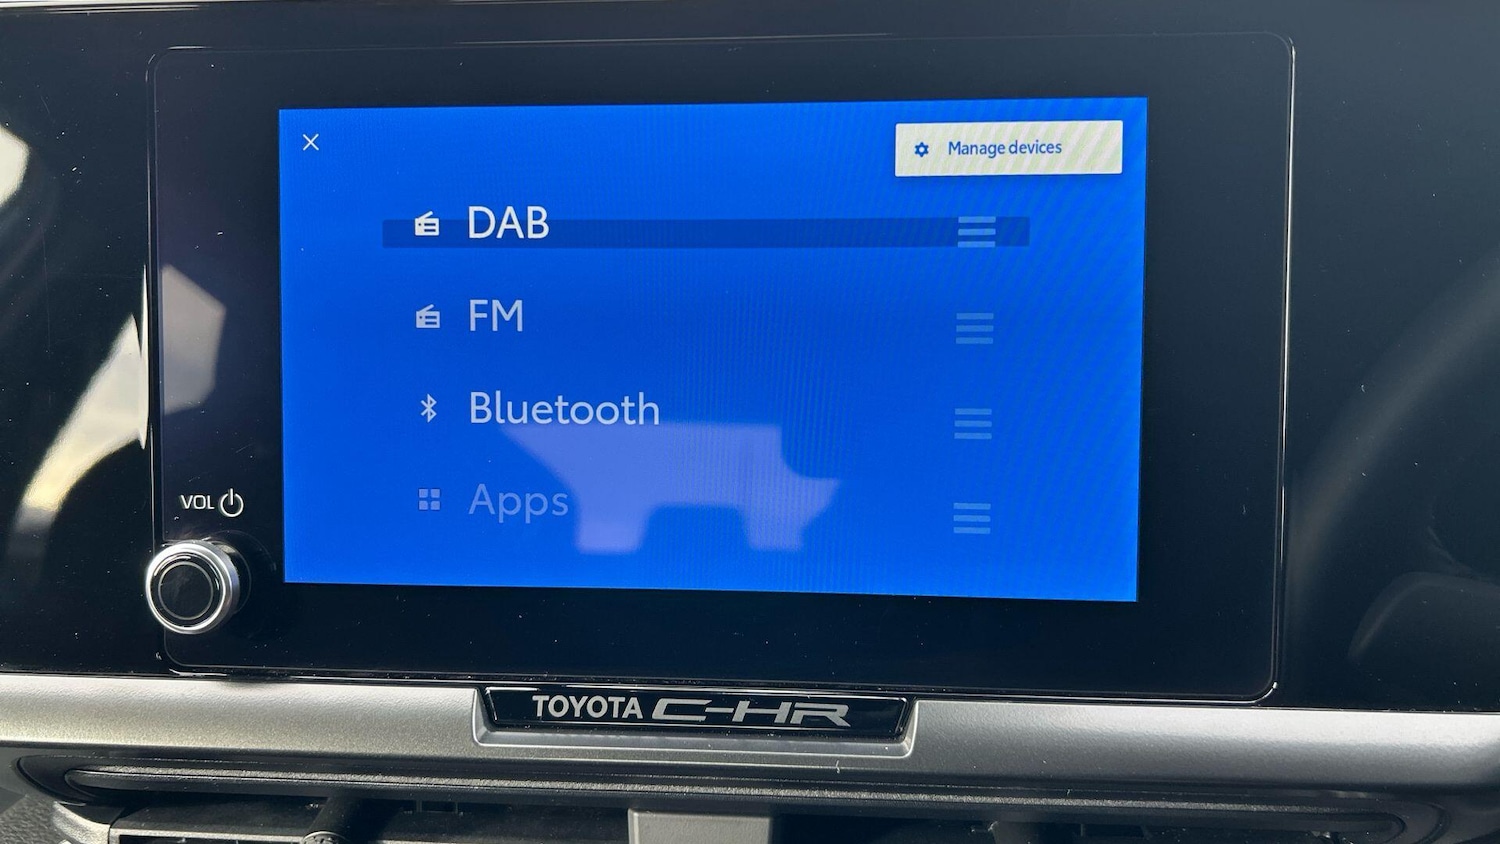 Manage devices
DAB
FM
Bluetooth
Apps
VOL
TOYOTA C-HR